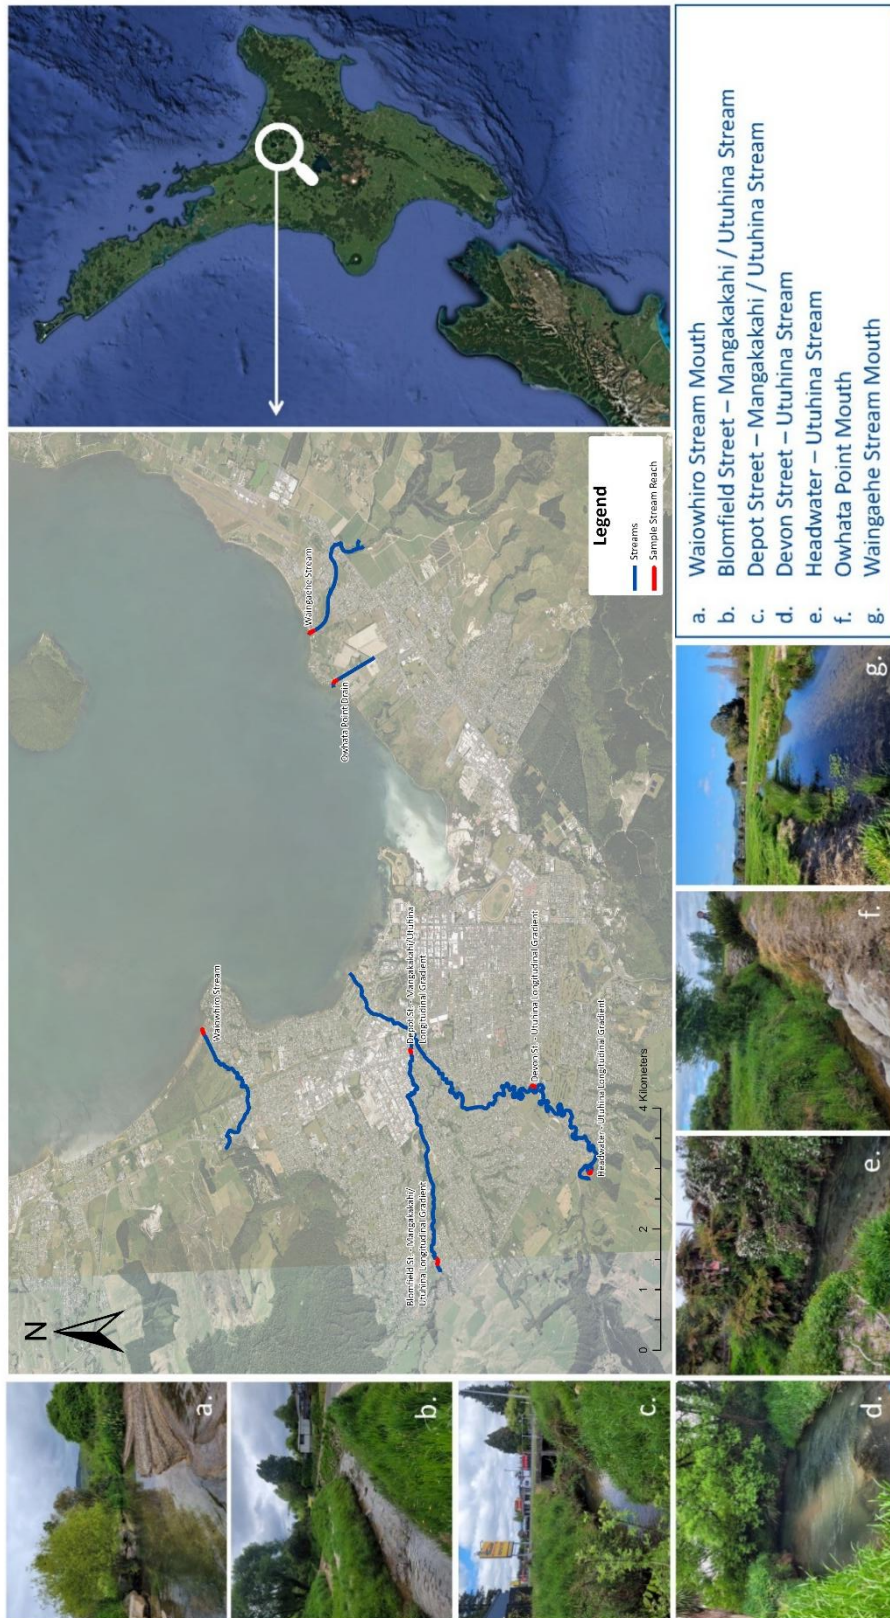 N
Waiowhiro Stream
Waingaehe Stream
Owhata Point Drain
Blomfield St. - Mangakakahi/
Utuhina Longitudinal Gradient
Depot St. - Mangakakahi/Utuhina
Longitudinal Gradient
Devon St. - Utuhina Longitudinal Gradient
Headwater - Utuhina Longitudinal Gradient
0 1 2 4 Kilometers
Legend
Streams
Sample Stream Reach
a.
b.
c.
d.
e.
f.
g.
a. Waiowhiro Stream Mouth
b. Blomfield Street – Mangakakahi / Utuhina Stream
c. Depot Street – Mangakakahi / Utuhina Stream
d. Devon Street – Utuhina Stream
e. Headwater – Utuhina Stream
f. Owhata Point Mouth
g. Waingaehe Stream Mouth